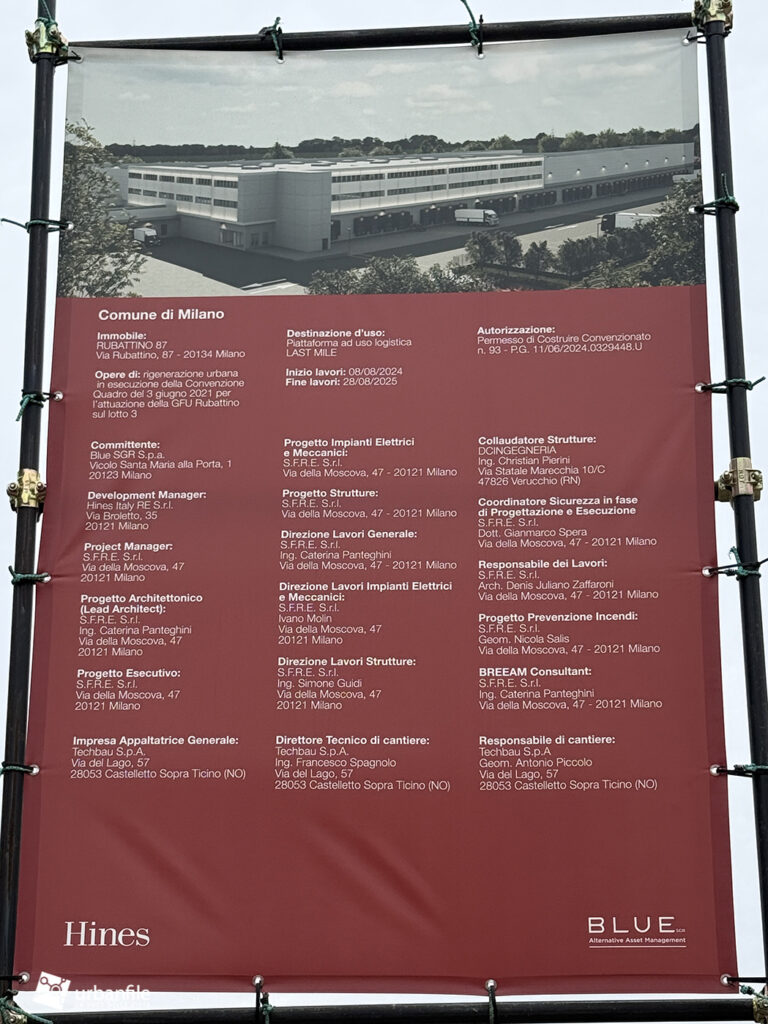 Comune di Milano
Immobile:
RUBATTINO 87
Via Rubattino, 87 - 20134 Milano
Opere di: rigenerazione urbana
in esecuzione della Convenzione
Quadro del 3 giugno 2021 per
l'attuazione della GFU Rubattino
sul lotto 3
Destinazione d'uso:
Piattaforma ad uso logistica
LAST MILE
Inizio lavori: 08/08/2024
Fine lavori: 28/08/2025
Autorizzazione:
Permesso di Costruire Convenzionato
n. 93 - P.G. 11/06/2024.0329448.U
Committente:
Blue SGR S.p.a.
Vicolo Santa Maria alla Porta, 1
20123 Milano
Development Manager:
Hines Italy RE S.r.l.
Via Broletto, 35
20121 Milano
Project Manager:
S.F.R.E. S.r.l.
Via della Moscova, 47
20121 Milano
Progetto Architettonico
(Lead Architect):
S.F.R.E. S.r.l.
Ing. Caterina Panteghini
Via della Moscova, 47
20121 Milano
Progetto Esecutivo:
S.F.R.E. S.r.l.
Via della Moscova, 47
20121 Milano
Progetto Impianti Elettrici
e Meccanici:
S.F.R.E. S.r.l.
Via della Moscova, 47 - 20121 Milano
Progetto Strutture:
S.F.R.E. S.r.l.
Via della Moscova, 47 - 20121 Milano
Direzione Lavori Generale:
S.F.R.E. S.r.l.
Ing. Caterina Panteghini
Via della Moscova, 47 - 20121 Milano
Direzione Lavori Impianti Elettrici
e Meccanici:
S.F.R.E. S.r.l.
Ivano Molin
Via della Moscova, 47
20121 Milano
Direzione Lavori Strutture:
S.F.R.E. S.r.l.
Ing. Simone Guidi
Via della Moscova, 47
20121 Milano
Collaudatore Strutture:
DCINGEGNERIA
Ing. Christian Pierini
Via Statale Marecchia 10/C
47826 Verucchio (RN)
Coordinatore Sicurezza in fase
di Progettazione e Esecuzione
S.F.R.E. S.r.l.
Dott. Gianmarco Spera
Via della Moscova, 47 - 20121 Milano
Responsabile dei Lavori:
S.F.R.E. S.r.l.
Arch. Denis Juliano Zaffaroni
Via della Moscova, 47 - 20121 Milano
Progetto Prevenzione Incendi:
S.F.R.E. S.r.l.
Geom. Nicola Salis
Via della Moscova, 47 - 20121 Milano
BREEAM Consultant:
S.F.R.E. S.r.l.
Ing. Caterina Panteghini
Via della Moscova, 47 - 20121 Milano
Impresa Appaltatrice Generale:
Techbau S.p.A.
Via del Lago, 57
28053 Castelletto Sopra Ticino (NO)
Direttore Tecnico di cantiere:
Techbau S.p.A.
Ing. Francesco Spagnolo
Via del Lago, 57
28053 Castelletto Sopra Ticino (NO)
Responsabile di cantiere:
Techbau S.p.A
Geom. Antonio Piccolo
Via del Lago, 57
28053 Castelletto Sopra Ticino (NO)
Hines
BLUE SGR
Alternative Asset Management
urbanfile